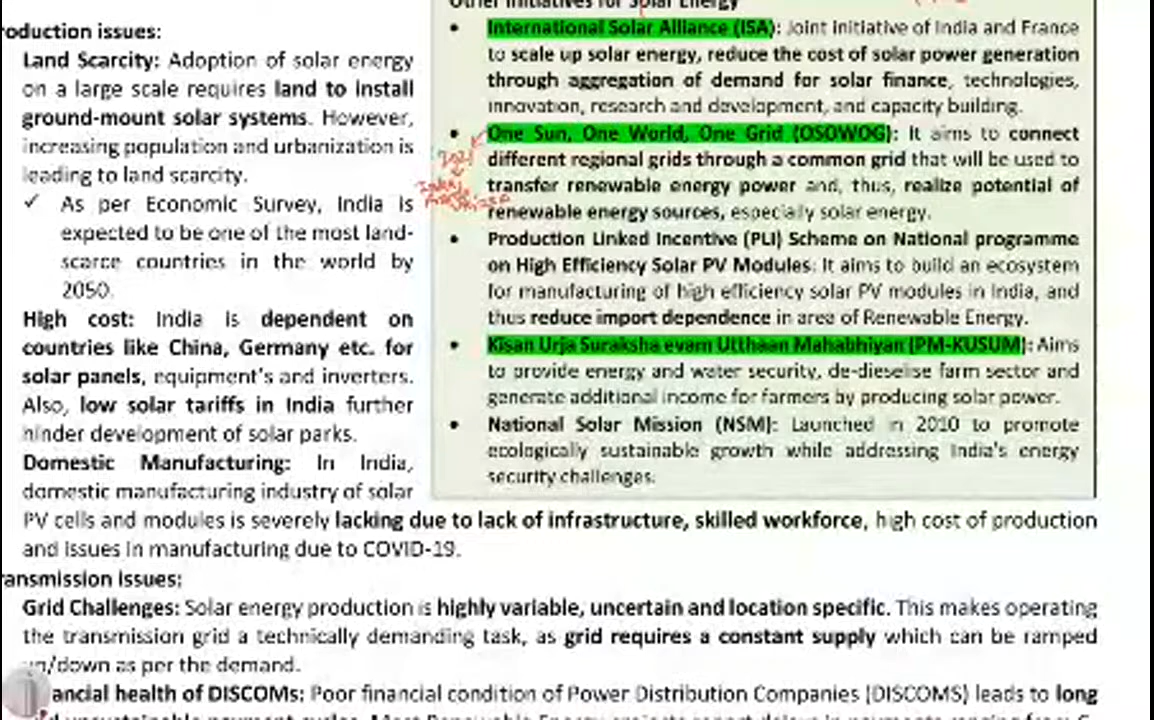 Other Initiatives for Solar Energy
• International Solar Alliance (ISA): Joint initiative of India and France
to scale up solar energy, reduce the cost of solar power generation
through aggregation of demand for solar finance, technologies,
innovation, research and development, and capacity building.
• One Sun, One World, One Grid (OSOWOG): It aims to connect
different regional grids through a common grid that will be used to
transfer renewable energy power and, thus, realize potential of
renewable energy sources, especially solar energy.
2021
• Production Linked Incentive (PLI) Scheme on National programme
on High Efficiency Solar PV Modules: It aims to build an ecosystem
for manufacturing of high efficiency solar PV modules in India, and
thus reduce import dependence in area of Renewable Energy.
• Kisan Urja Suraksha evam Utthaan Mahabhiyan (PM-KUSUM): Aims
to provide energy and water security, de-dieselise farm sector and
generate additional income for farmers by producing solar power.
• National Solar Mission (NSM): Launched in 2010 to promote
ecologically sustainable growth while addressing India's energy
security challenges.
roduction issues:
Land Scarcity: Adoption of solar energy
on a large scale requires land to install
ground-mount solar systems. However,
increasing population and urbanization is
leading to land scarcity.
✓ As per Economic Survey, India is
expected to be one of the most land-
scarce countries in the world by
2050.
High cost: India is dependent on
countries like China, Germany etc. for
solar panels, equipment's and inverters.
Also, low solar tariffs in India further
hinder development of solar parks.
Domestic Manufacturing: In India,
domestic manufacturing industry of solar
PV cells and modules is severely lacking due to lack of infrastructure, skilled workforce, high cost of production
and issues in manufacturing due to COVID-19.
ransmission issues:
Grid Challenges: Solar energy production is highly variable, uncertain and location specific. This makes operating
the transmission grid a technically demanding task, as grid requires a constant supply which can be ramped
up/down as per the demand.
ancial health of DISCOMs: Poor financial condition of Power Distribution Companies (DISCOMS) leads to long